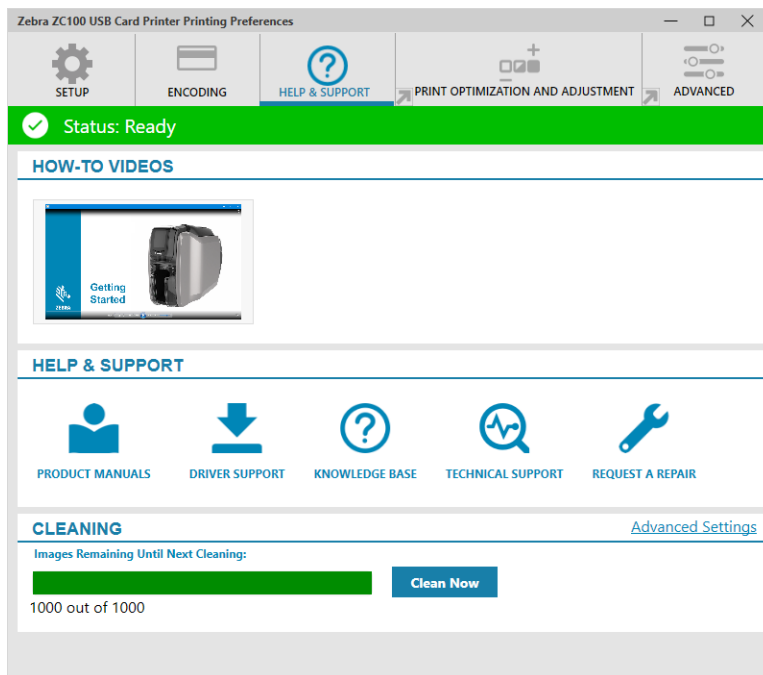 Zebra ZC100 USB Card Printer Printing Preferences
SETUP
ENCODING
HELP & SUPPORT
PRINT OPTIMIZATION AND ADJUSTMENT
ADVANCED
Status: Ready
HOW-TO VIDEOS
Getting
Started
ZEBRA
HELP & SUPPORT
PRODUCT MANUALS
DRIVER SUPPORT
KNOWLEDGE BASE
TECHNICAL SUPPORT
REQUEST A REPAIR
CLEANING
Advanced Settings
Images Remaining Until Next Cleaning:
Clean Now
1000 out of 1000